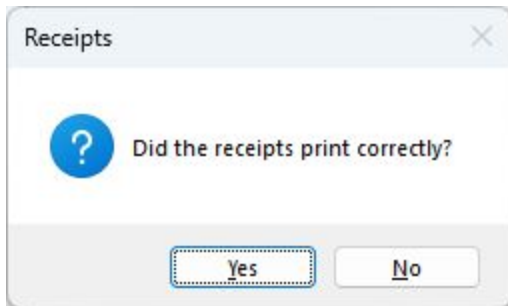 Receipts
Did the receipts print correctly?
Yes
No